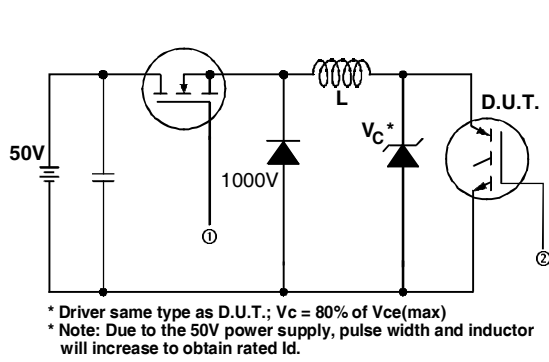 50V
1000V
L
VC *
D.U.T.
①
②
* Driver same type as D.U.T.; Vc = 80% of Vce(max)
* Note: Due to the 50V power supply, pulse width and inductor
will increase to obtain rated Id.